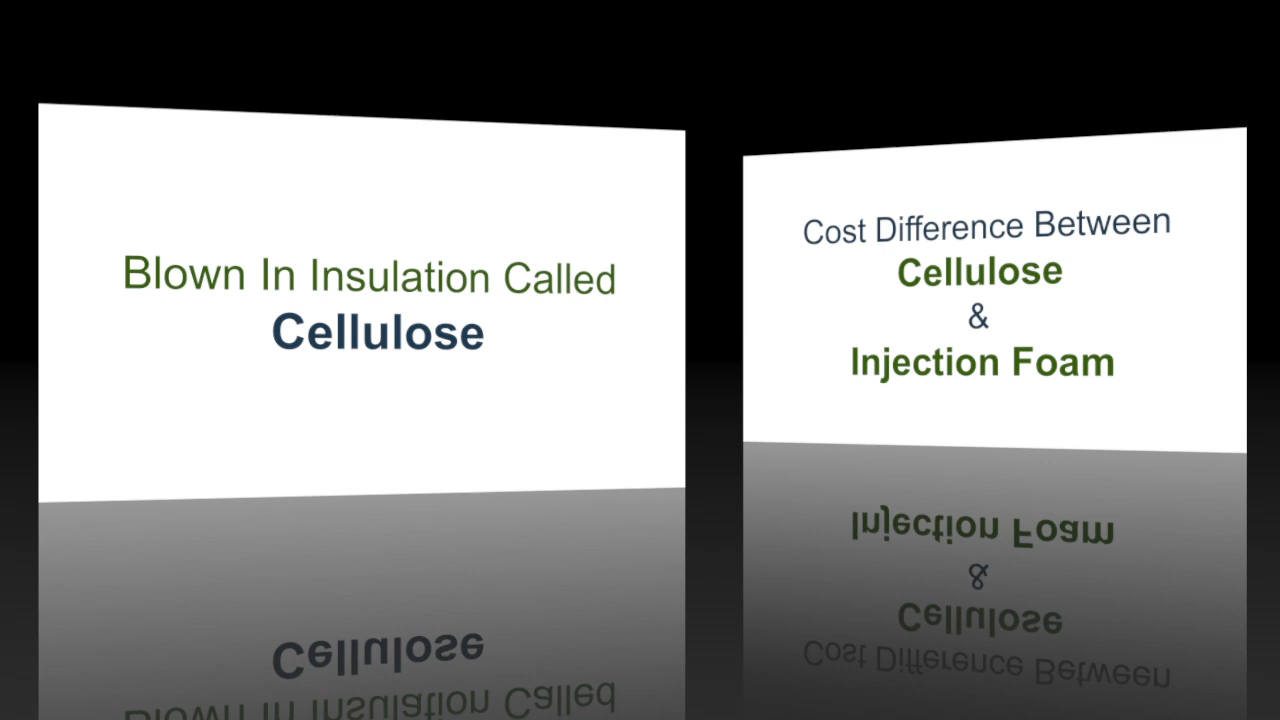 Blown In Insulation Called
Cellulose
Cost Difference Between
Cellulose
&
Injection Foam